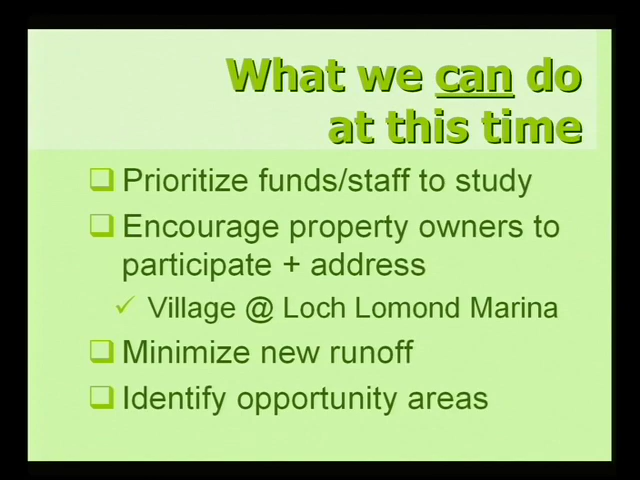 What we can do
at this time
Prioritize funds/staff to study
Encourage property owners to
participate + address
Village @ Loch Lomond Marina
Minimize new runoff
Identify opportunity areas